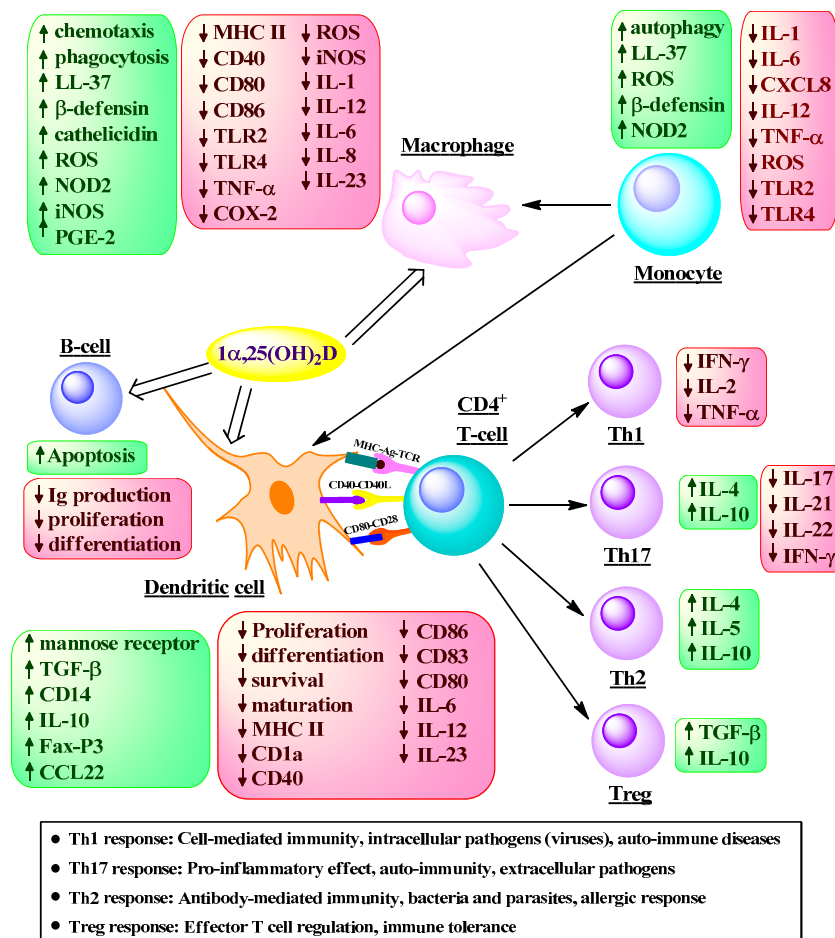 ↑ chemotaxis
↑ phagocytosis
↑ LL-37
↑ β-defensin
↑ cathelicidin
↑ ROS
↑ NOD2
↑ iNOS
↑ PGE-2
↓ MHC II
↓ CD40
↓ CD80
↓ CD86
↓ TLR2
↓ TLR4
↓ TNF-α
↓ COX-2
↓ ROS
↓ iNOS
↓ IL-1
↓ IL-12
↓ IL-6
↓ IL-8
↓ IL-23
Macrophage
↑ autophagy
↑ LL-37
↑ ROS
↑ β-defensin
↑ NOD2
↓ IL-1
↓ IL-6
↓ CXCL8
↓ IL-12
↓ TNF-α
↓ ROS
↓ TLR2
↓ TLR4
Monocyte
1α,25(OH)₂D
B-cell
↑ Apoptosis
↓ Ig production
↓ proliferation
↓ differentiation
CD4⁺
T-cell
MHC-Ag-TCR
CD40-CD40L
CD80-CD28
Dendritic cell
↑ mannose receptor
↑ TGF-β
↑ CD14
↑ IL-10
↑ Fax-P3
↑ CCL22
↓ Proliferation
↓ differentiation
↓ survival
↓ maturation
↓ MHC II
↓ CD1a
↓ CD40
↓ CD86
↓ CD83
↓ CD80
↓ IL-6
↓ IL-12
↓ IL-23
Th1
↓ IFN-γ
↓ IL-2
↓ TNF-α
Th17
↑ IL-4
↑ IL-10
↓ IL-17
↓ IL-21
↓ IL-22
↓ IFN-γ
Th2
↑ IL-4
↑ IL-5
↑ IL-10
Treg
↑ TGF-β
↑ IL-10
● Th1 response: Cell-mediated immunity, intracellular pathogens (viruses), auto-immune diseases
● Th17 response: Pro-inflammatory effect, auto-immunity, extracellular pathogens
● Th2 response: Antibody-mediated immunity, bacteria and parasites, allergic response
● Treg response: Effector T cell regulation, immune tolerance